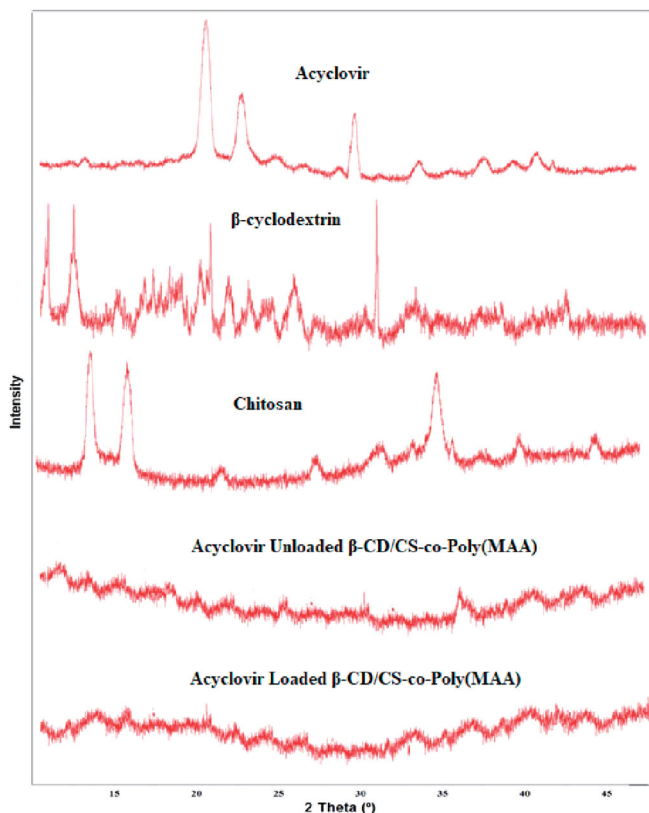 Acyclovir
β-cyclodextrin
Chitosan
Intensity
Acyclovir Unloaded β-CD/CS-co-Poly(MAA)
Acyclovir Loaded β-CD/CS-co-Poly(MAA)
15 20 25 30 35 40 45
2 Theta (º)